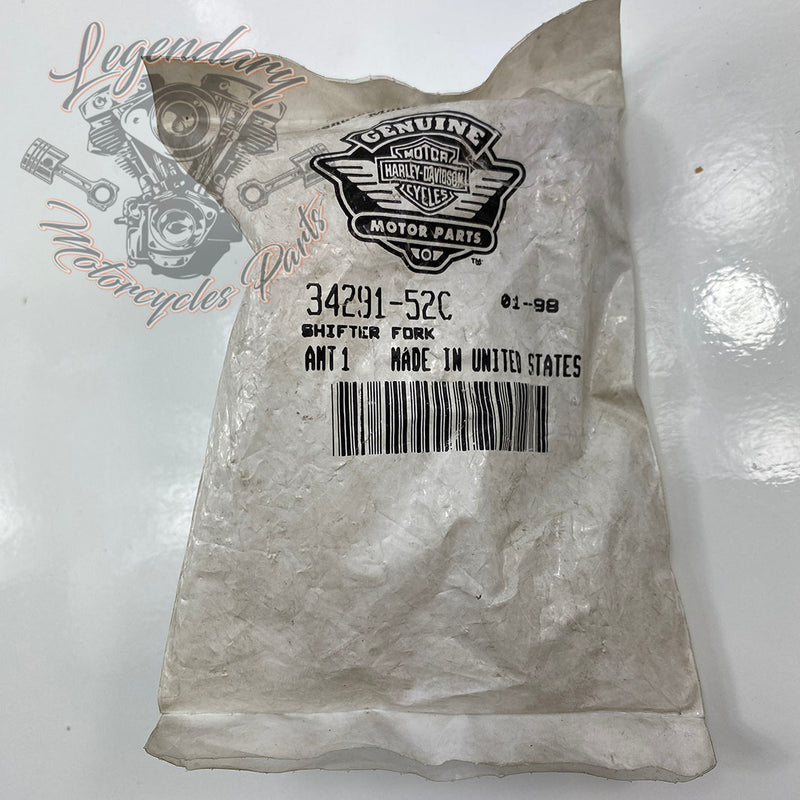 Legendary
Motorcycles Parts
GENUINE
MOTOR
HARLEY-DAVIDSON
CYCLES
MOTOR PARTS
TM
34291-52C 01-98
SHIFTER FORK
AMT 1 MADE IN UNITED STATES